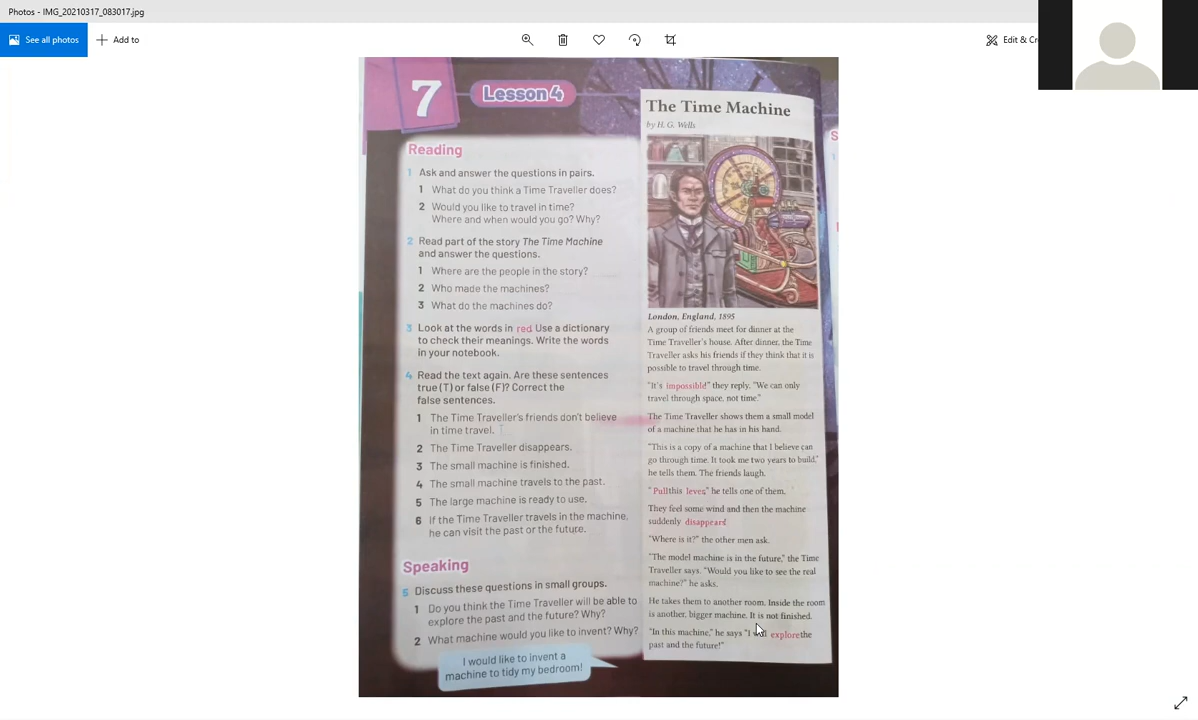 Photos - IMG_20210317_083017.jpg
See all photos
Add to
Edit & Cr
7
Lesson 4
Reading
1 Ask and answer the questions in pairs.
1 What do you think a Time Traveller does?
2 Would you like to travel in time?
Where and when would you go? Why?
2 Read part of the story The Time Machine
and answer the questions.
1 Where are the people in the story?
2 Who made the machines?
3 What do the machines do?
3 Look at the words in red Use a dictionary
to check their meanings. Write the words
in your notebook.
4 Read the text again. Are these sentences
true (T) or false (F)? Correct the
false sentences.
1 The Time Traveller's friends don't believe
in time travel.
2 The Time Traveller disappears.
3 The small machine is finished.
4 The small machine travels to the past.
5 The large machine is ready to use.
6 If the Time Traveller travels in the machine,
he can visit the past or the future.
Speaking
5 Discuss these questions in small groups.
1 Do you think the Time Traveller will be able to
explore the past and the future? Why?
2 What machine would you like to invent? Why?
I would like to invent a
machine to tidy my bedroom!
The Time Machine
by H. G. Wells
London, England, 1895
A group of friends meet for dinner at the
Time Traveller's house. After dinner, the Time
Traveller asks his friends if they think that it is
possible to travel through time.
"It's impossible!" they reply. "We can only
travel through space, not time."
The Time Traveller shows them a small model
of a machine that he has in his hand.
"This is a copy of a machine that I believe can
go through time. It took me two years to build,"
he tells them. The friends laugh.
"Pull this lever," he tells one of them.
They feel some wind and then the machine
suddenly disappears!
"Where is it?" the other men ask.
"The model machine is in the future," the Time
Traveller says. "Would you like to see the real
machine?" he asks.
He takes them to another room. Inside the room
is another, bigger machine. It is not finished.
"In this machine," he says "I will explore the
past and the future!"
S
1